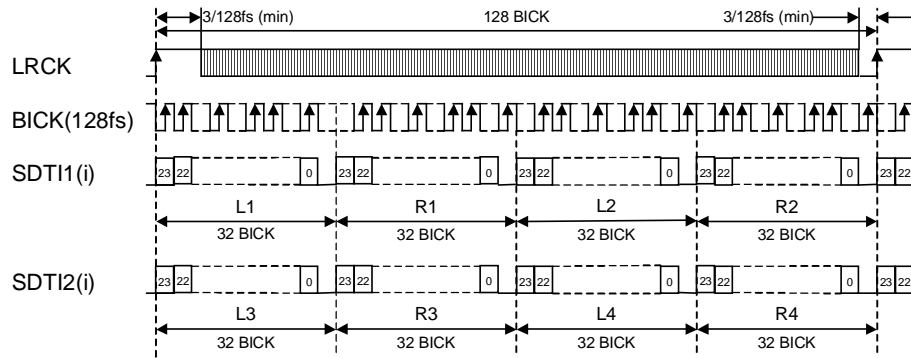 3/128fs (min) 128 BICK 3/128fs (min)
LRCK
BICK(128fs)
SDTI1(i) 23 22 0 23 22 0 23 22 0 23 22 0 23 22
L1 R1 L2 R2
32 BICK 32 BICK 32 BICK 32 BICK
SDTI2(i) 23 22 0 23 22 0 23 22 0 23 22 0 23 22
L3 R3 L4 R4
32 BICK 32 BICK 32 BICK 32 BICK